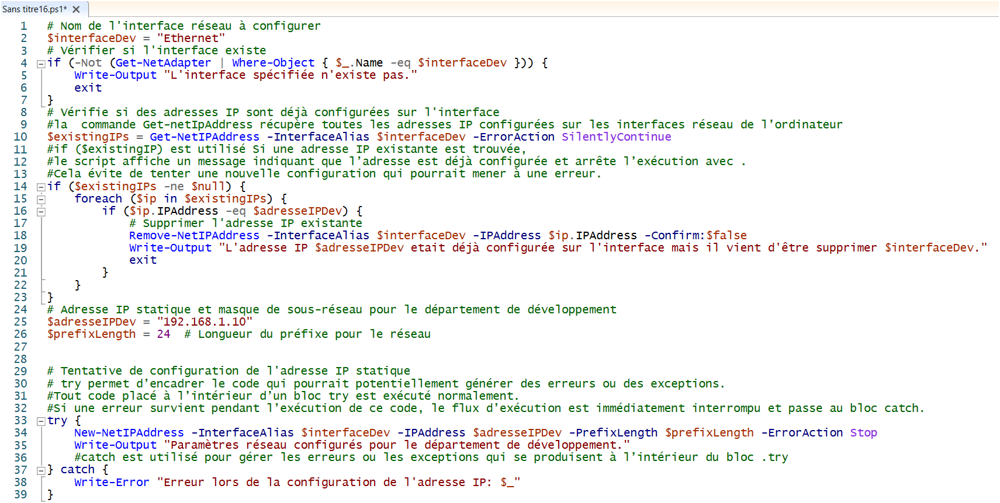 Sans titre16.ps1* X
1 # Nom de l'interface réseau à configurer
2 $interfaceDev = "Ethernet"
3 # Vérifier si l'interface existe
4 if (-Not (Get-NetAdapter | Where-Object { $_.Name -eq $interfaceDev })) {
5 Write-Output "L'interface spécifiée n'existe pas."
6 exit
7 }
8 # Vérifie si des adresses IP sont déjà configurées sur l'interface
9 #la  commande Get-netIpAddress récupère toutes les adresses IP configurées sur les interfaces réseau de l’ordinateur
10 $existingIPs = Get-NetIPAddress -InterfaceAlias $interfaceDev -ErrorAction SilentlyContinue
11 #if ($existingIP) est utilisé Si une adresse IP existante est trouvée,
12 #le script affiche un message indiquant que l’adresse est déjà configurée et arrête l’exécution avec .
13 #Cela évite de tenter une nouvelle configuration qui pourrait mener à une erreur.
14 if ($existingIPs -ne $null) {
15 foreach ($ip in $existingIPs) {
16 if ($ip.IPAddress -eq $adresseIPDev) {
17 # Supprimer l'adresse IP existante
18 Remove-NetIPAddress -InterfaceAlias $interfaceDev -IPAddress $ip.IPAddress -Confirm:$false
19 Write-Output "L'adresse IP $adresseIPDev etait déjà configurée sur l'interface mais il vient d'être supprimer $interfaceDev."
20 exit
21 }
22 }
23 }
24 # Adresse IP statique et masque de sous-réseau pour le département de développement
25 $adresseIPDev = "192.168.1.10"
26 $prefixLength = 24  # Longueur du préfixe pour le réseau
27
28
29 # Tentative de configuration de l'adresse IP statique
30 # try permet d’encadrer le code qui pourrait potentiellement générer des erreurs ou des exceptions.
31 #Tout code placé à l’intérieur d’un bloc try est exécuté normalement.
32 #Si une erreur survient pendant l’exécution de ce code, le flux d’exécution est immédiatement interrompu et passe au bloc catch.
33 try {
34 New-NetIPAddress -InterfaceAlias $interfaceDev -IPAddress $adresseIPDev -PrefixLength $prefixLength -ErrorAction Stop
35 Write-Output "Paramètres réseau configurés pour le département de développement."
36 #catch est utilisé pour gérer les erreurs ou les exceptions qui se produisent à l’intérieur du bloc .try
37 } catch {
38 Write-Error "Erreur lors de la configuration de l'adresse IP: $_"
39 }